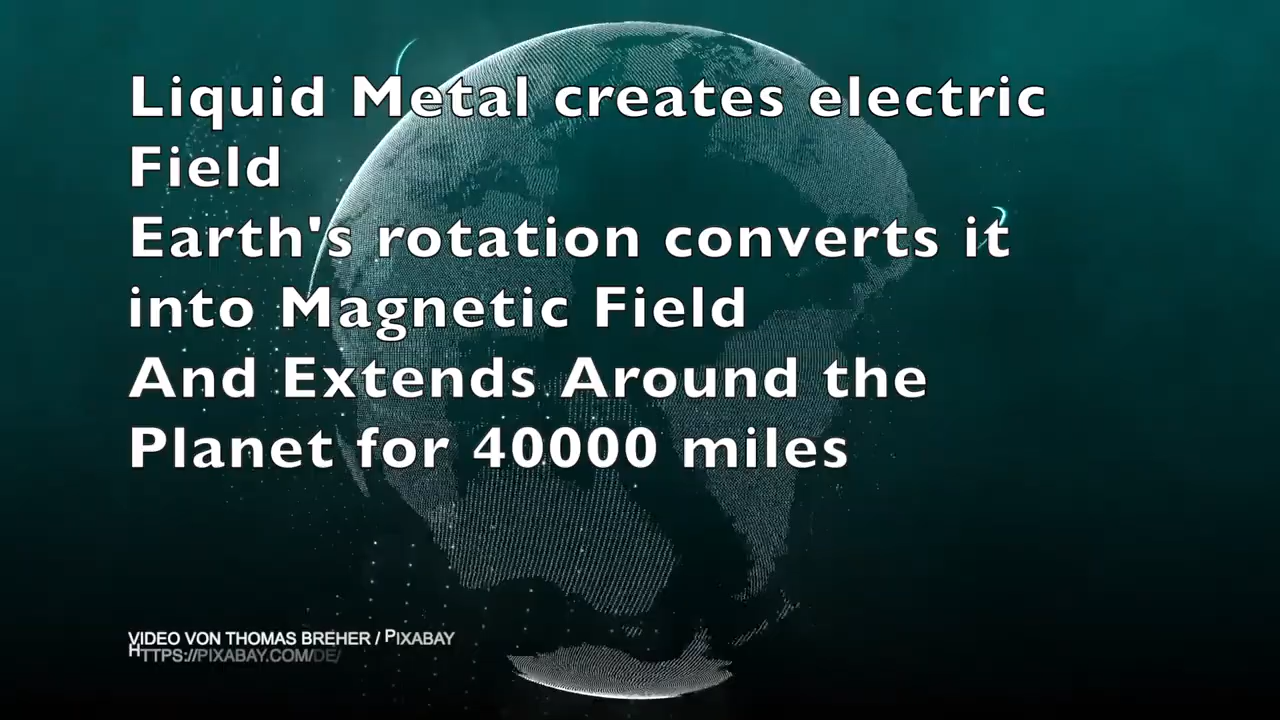 Liquid Metal creates electric
Field
Earth's rotation converts it
into Magnetic Field
And Extends Around the
Planet for 40000 miles
VIDEO VON THOMAS BREHER / PIXABAY
HTTPS://PIXABAY.COM/DE/